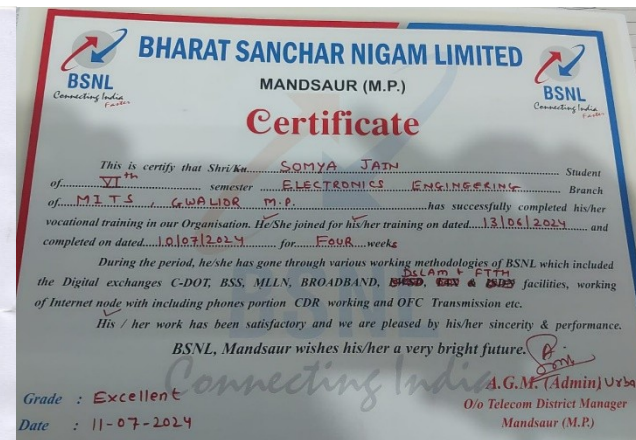 BHARAT SANCHAR NIGAM LIMITED
BSNL
Connecting India
Faster
MANDSAUR (M.P.)
BSNL
Connecting India
Faster
Certificate
This is certify that Shri/Ku. SOMYA JAIN Student
of VIth semester ELECTRONICS ENGINGERING Branch
of MITS, GWALIOR M.P. has successfully completed his/her
vocational training in our Organisation. He/She joined for his/her training on dated 13/06/2024 and
completed on dated 10/07/2024 for FOUR weeks
During the period, he/she has gone through various working methodologies of BSNL which included
DSLAM & FTTH
the Digital exchanges C-DOT, BSS, MLLN, BROADBAND, & facilities, working
of Internet node with including phones portion CDR working and OFC Transmission etc.
His / her work has been satisfactory and we are pleased by his/her sincerity & performance.
BSNL, Mandsaur wishes his/her a very bright future.
BSNL
Connecting India
Grade : Excellent
A.G.M. (Admin) Urba
O/o Telecom District Manager
Date : 11-07-2024
Mandsaur (M.P.)